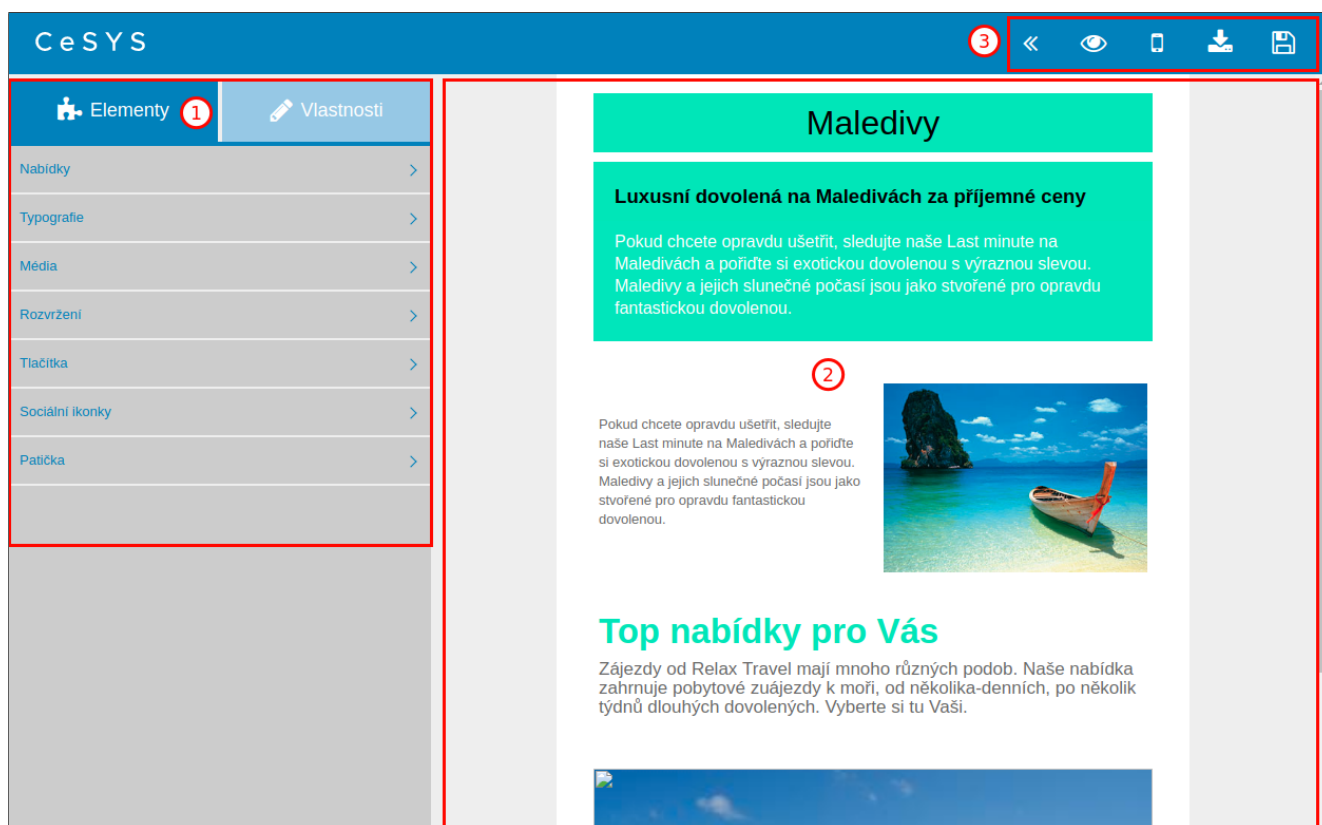 CeSYS
3
Elementy
1
Vlastnosti
Nabídky
Typografie
Média
Rozvržení
Tlačítka
Sociální ikonky
Patička
Maledivy
Luxusní dovolená na Maledivách za příjemné ceny
Pokud chcete opravdu ušetřit, sledujte naše Last minute na
Maledivách a pořiďte si exotickou dovolenou s výraznou slevou.
Maledivy a jejich slunečné počasí jsou jako stvořené pro opravdu
fantastickou dovolenou.
2
Pokud chcete opravdu ušetřit, sledujte
naše Last minute na Maledivách a pořiďte
si exotickou dovolenou s výraznou slevou.
Maledivy a jejich slunečné počasí jsou jako
stvořené pro opravdu fantastickou
dovolenou.
Top nabídky pro Vás
Zájezdy od Relax Travel mají mnoho různých podob. Naše nabídka
zahrnuje pobytové zuájezdy k moři, od několika-denních, po několik
týdnů dlouhých dovolených. Vyberte si tu Vaši.